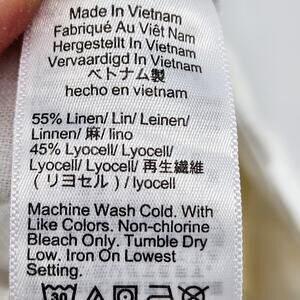 Made In Vietnam
Fabriqué Au Việt Nam
Hergestellt In Vietnam
Vervaardigd In Vietnam
ベトナム製
hecho en vietnam
55% Linen/ Lin/ Leinen/
Linnen/ 麻/ lino
45% Lyocell/ Lyocell/
Lyocell/ Lyocell/ 再生繊維
(リヨセル) / lyocell
Machine Wash Cold. With
Like Colors. Non-chlorine
Bleach Only. Tumble Dry
Low. Iron On Lowest
Setting.
30